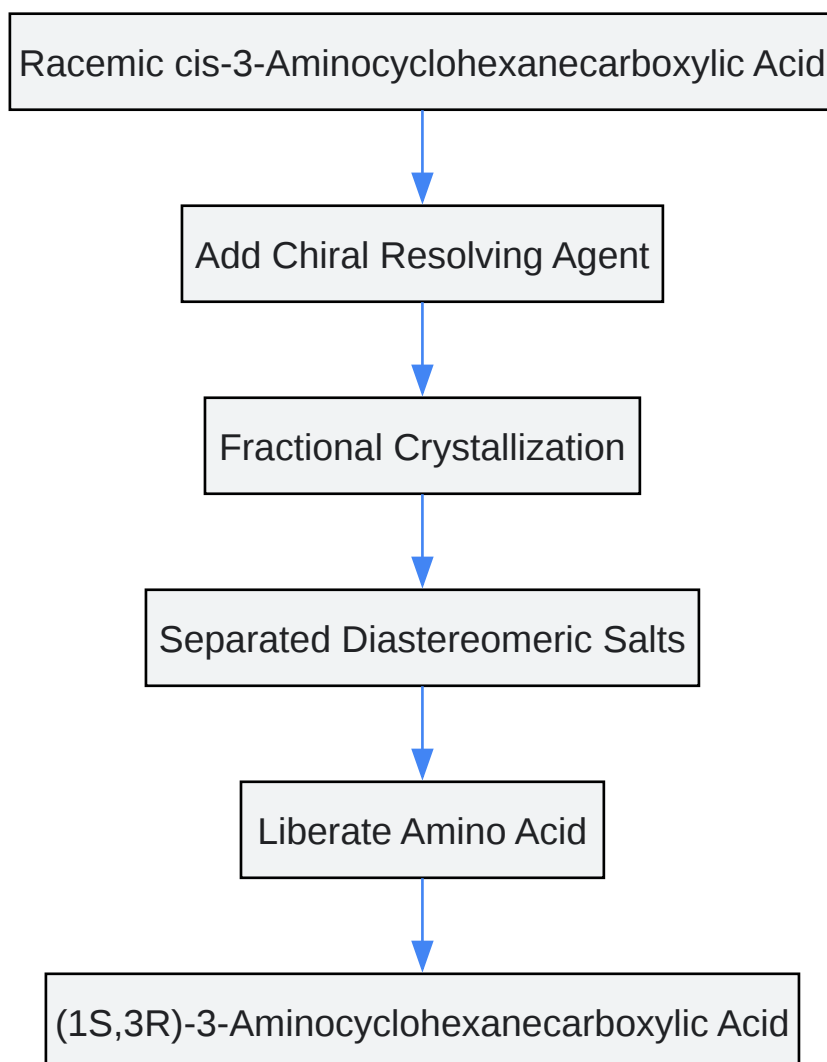 Racemic cis-3-Aminocyclohexanecarboxylic Acid
Add Chiral Resolving Agent
Fractional Crystallization
Separated Diastereomeric Salts
Liberate Amino Acid
(1S,3R)-3-Aminocyclohexanecarboxylic Acid